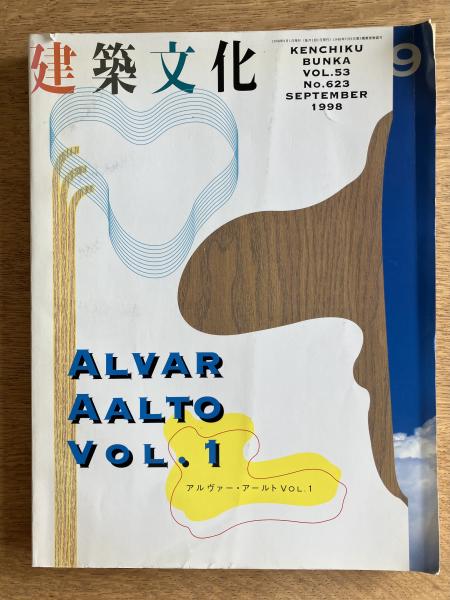 建築文化
KENCHIKU
BUNKA
VOL.53
No.623
SEPTEMBER
1998
9
ALVAR
AALTO
VOL.1
アルヴァー・アールト VOL.1